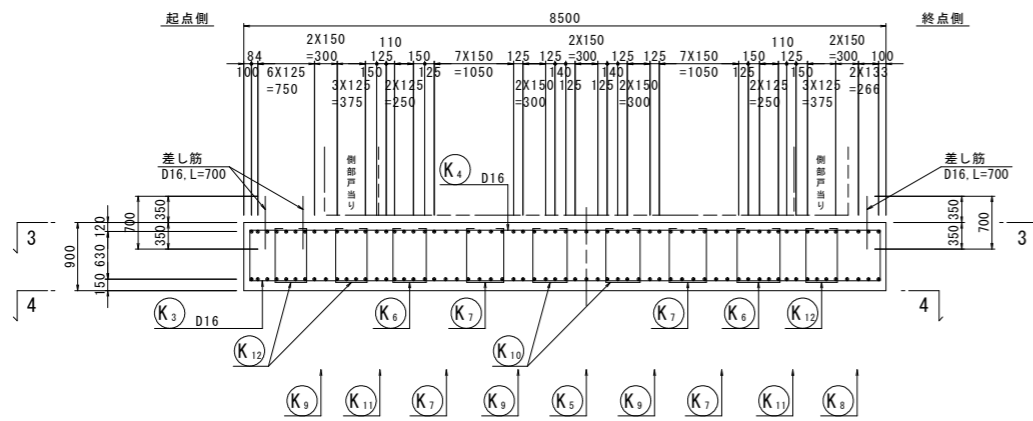 起点側
8500
終点側
2X150
=300
110
125
2X150
=300
110
125
2X150
=300
84
100
6X125
=750
3X125
=375
150
2X125
=250
150
125
7X150
=1050
125
2X150
=300
125
140
125
125
140
125
2X150
=300
125
7X150
=1050
125
150
2X125
=250
150
3X125
=375
2X133
=266
100
差し筋
D16, L=700
側部戸当り
K4 D16
側部戸当り
差し筋
D16, L=700
700
350
350
350
350
700
3
900
120
630
150
3
4
4
K3 D16
K12
K6
K7
K10
K7
K6
K12
K9
K11
K7
K9
K5
K9
K7
K11
K8